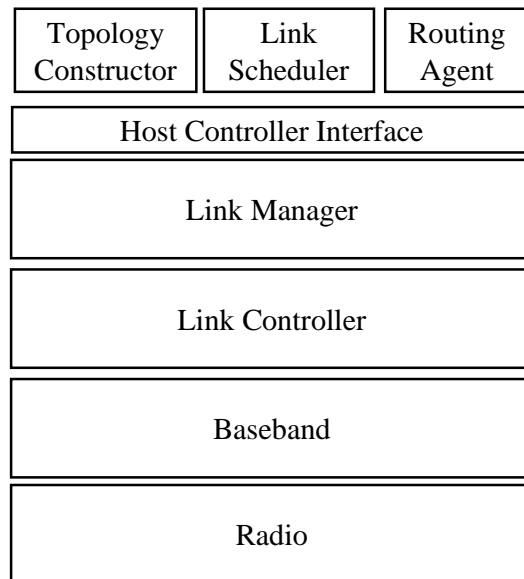 Topology
Constructor
Link
Scheduler
Routing
Agent
Host Controller Interface
Link Manager
Link Controller
Baseband
Radio